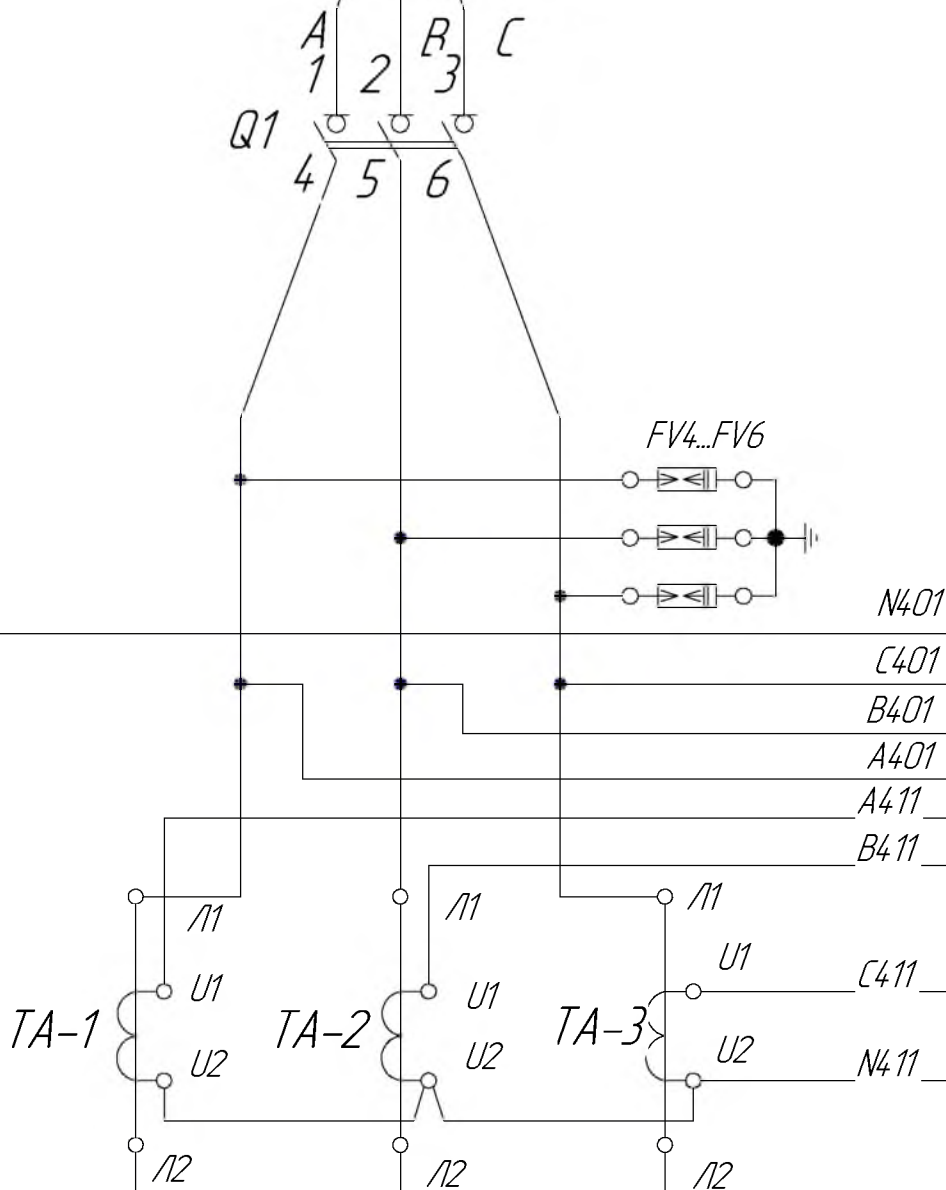 A B C
1 2 3
Q1
4 5 6
FV4...FV6
N401
C401
B401
A401
A411
B411
Л1 Л1 Л1
U1 U1 U1
C411
TA-1 TA-2 TA-3
U2 U2 U2
N411
Л2 Л2 Л2